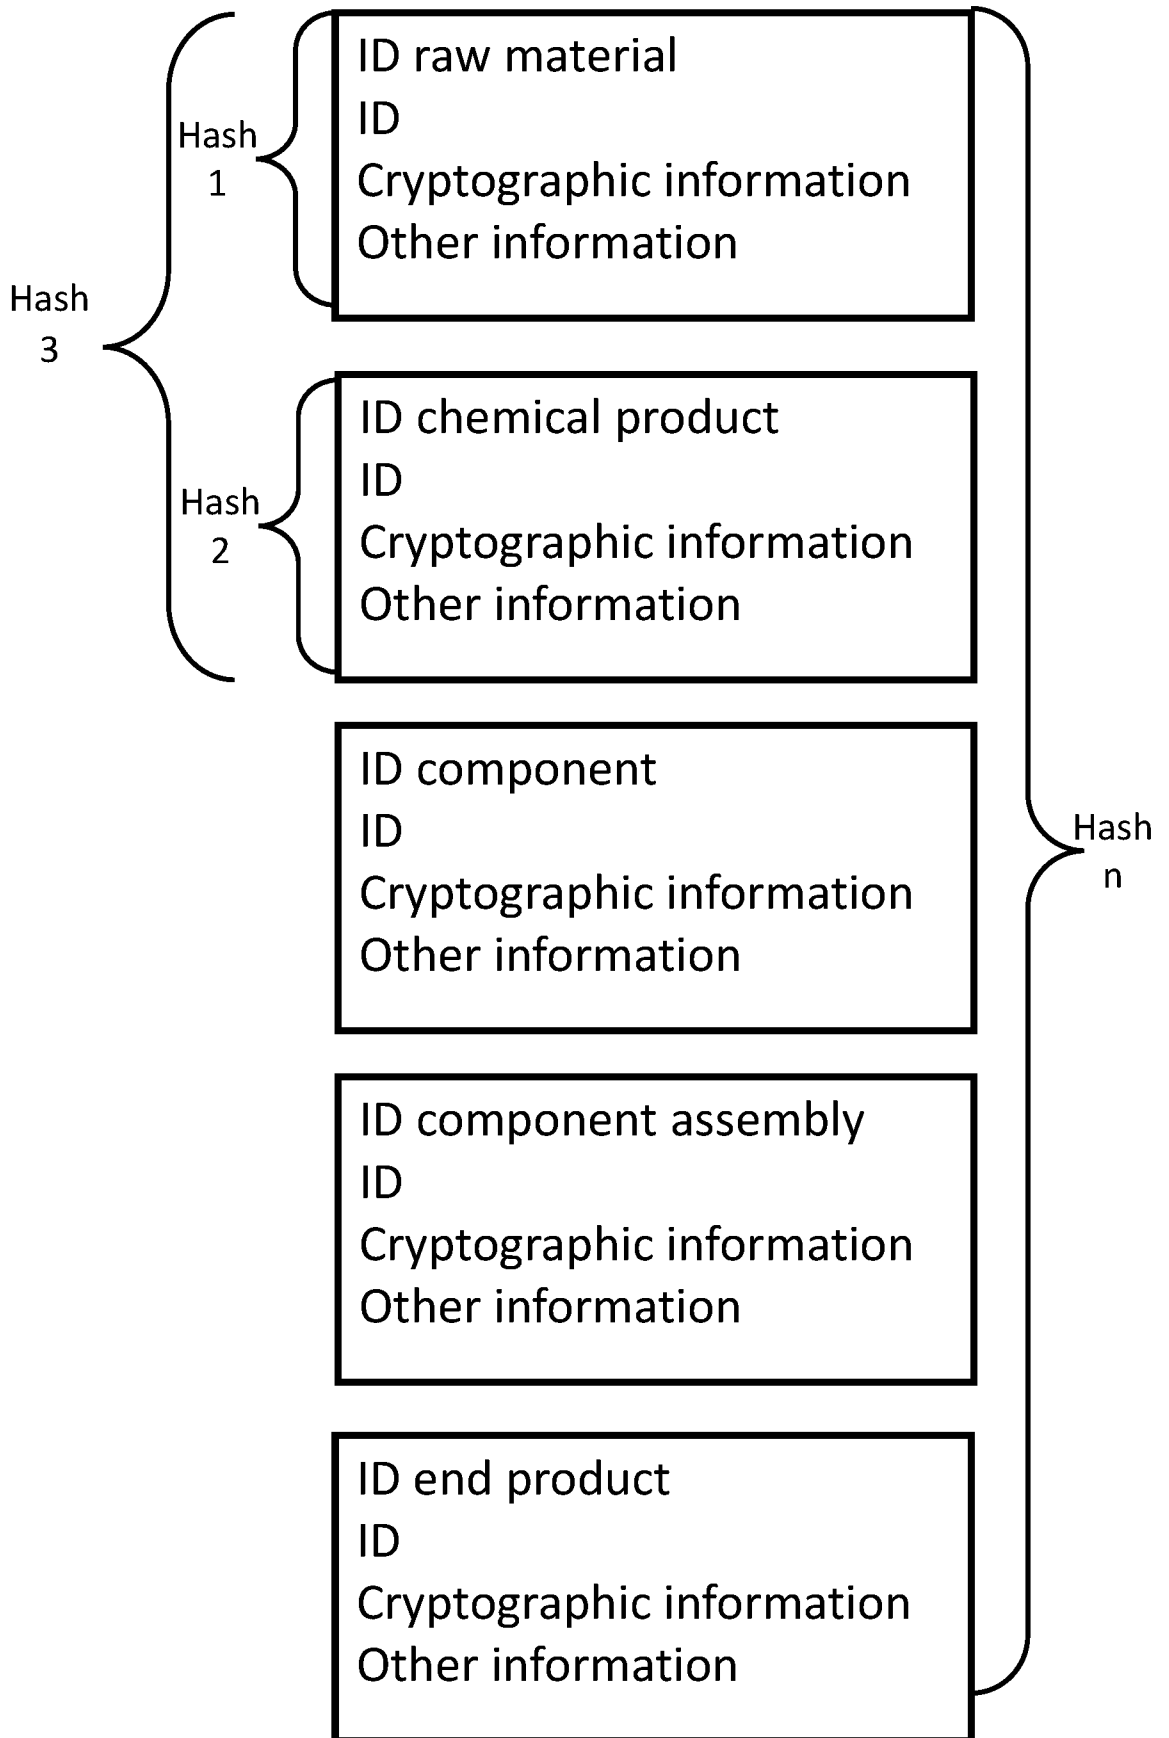 ID raw material
ID
Cryptographic information
Other information
Hash
1
Hash
3
ID chemical product
ID
Cryptographic information
Other information
Hash
2
ID component
ID
Cryptographic information
Other information
Hash
n
ID component assembly
ID
Cryptographic information
Other information
ID end product
ID
Cryptographic information
Other information